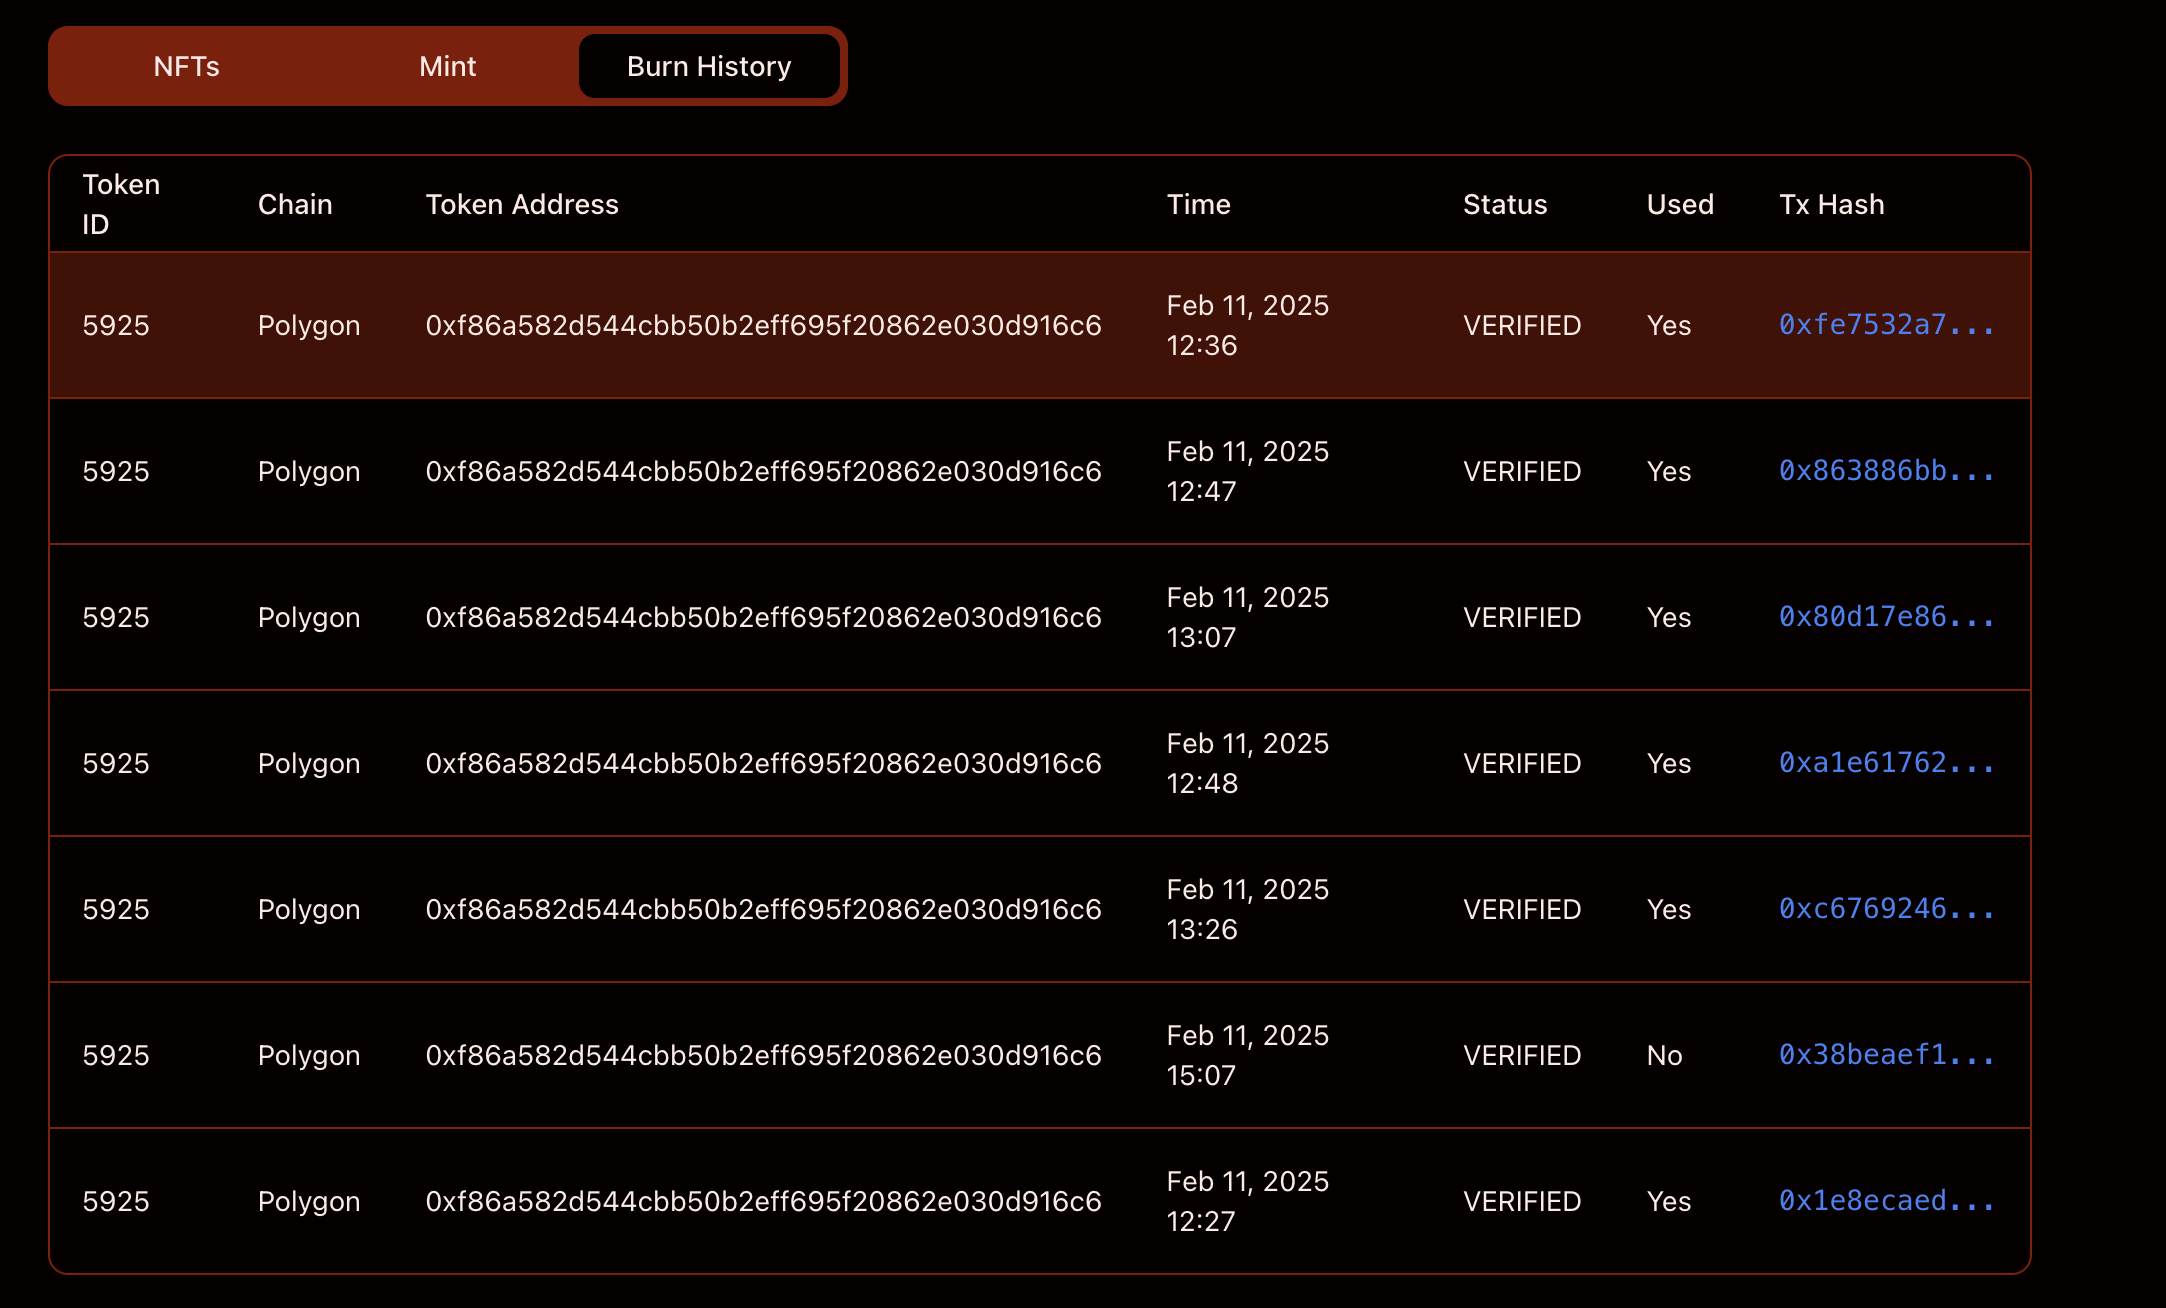 NFTs Mint Burn History
Token ID Chain Token Address Time Status Used Tx Hash
5925 Polygon 0xf86a582d544cbb50b2eff695f20862e030d916c6 Feb 11, 2025 12:36 VERIFIED Yes 0xfe7532a7...
5925 Polygon 0xf86a582d544cbb50b2eff695f20862e030d916c6 Feb 11, 2025 12:47 VERIFIED Yes 0x863886bb...
5925 Polygon 0xf86a582d544cbb50b2eff695f20862e030d916c6 Feb 11, 2025 13:07 VERIFIED Yes 0x80d17e86...
5925 Polygon 0xf86a582d544cbb50b2eff695f20862e030d916c6 Feb 11, 2025 12:48 VERIFIED Yes 0xa1e61762...
5925 Polygon 0xf86a582d544cbb50b2eff695f20862e030d916c6 Feb 11, 2025 13:26 VERIFIED Yes 0xc6769246...
5925 Polygon 0xf86a582d544cbb50b2eff695f20862e030d916c6 Feb 11, 2025 15:07 VERIFIED No 0x38beaef1...
5925 Polygon 0xf86a582d544cbb50b2eff695f20862e030d916c6 Feb 11, 2025 12:27 VERIFIED Yes 0x1e8ecaed...